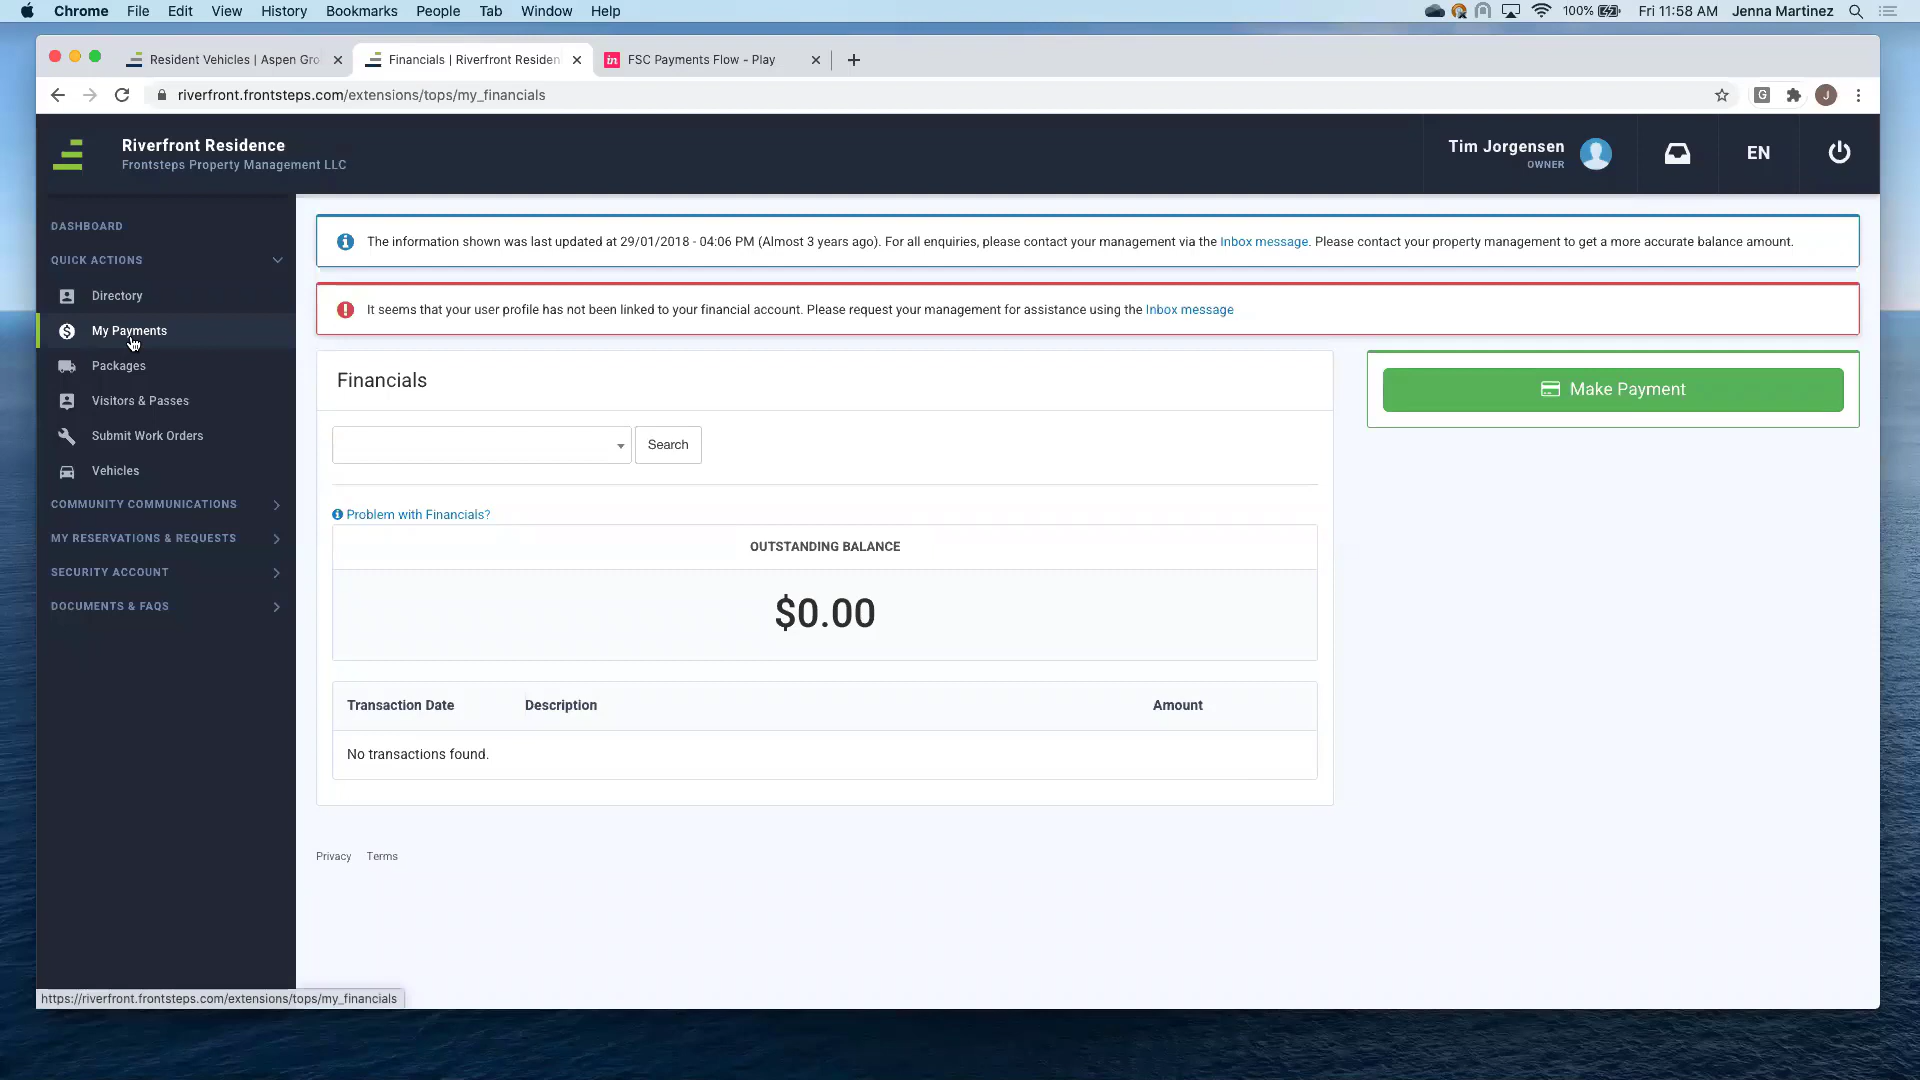 Chrome File Edit View History Bookmarks People Tab Window Help 100% Fri 11:58 AM Jenna Martinez
Resident Vehicles | Aspen Gro
Financials | Riverfront Residen
in FSC Payments Flow - Play
riverfront.frontsteps.com/extensions/tops/my_financials
G J
Riverfront Residence
Frontsteps Property Management LLC
Tim Jorgensen
OWNER
EN
DASHBOARD
QUICK ACTIONS
Directory
My Payments
Packages
Visitors & Passes
Submit Work Orders
Vehicles
COMMUNITY COMMUNICATIONS
MY RESERVATIONS & REQUESTS
SECURITY ACCOUNT
DOCUMENTS & FAQS
The information shown was last updated at 29/01/2018 - 04:06 PM (Almost 3 years ago). For all enquiries, please contact your management via the Inbox message. Please contact your property management to get a more accurate balance amount.
It seems that your user profile has not been linked to your financial account. Please request your management for assistance using the Inbox message
Financials
Search
Problem with Financials?
OUTSTANDING BALANCE
$0.00
Transaction Date Description Amount
No transactions found.
Make Payment
Privacy Terms
https://riverfront.frontsteps.com/extensions/tops/my_financials